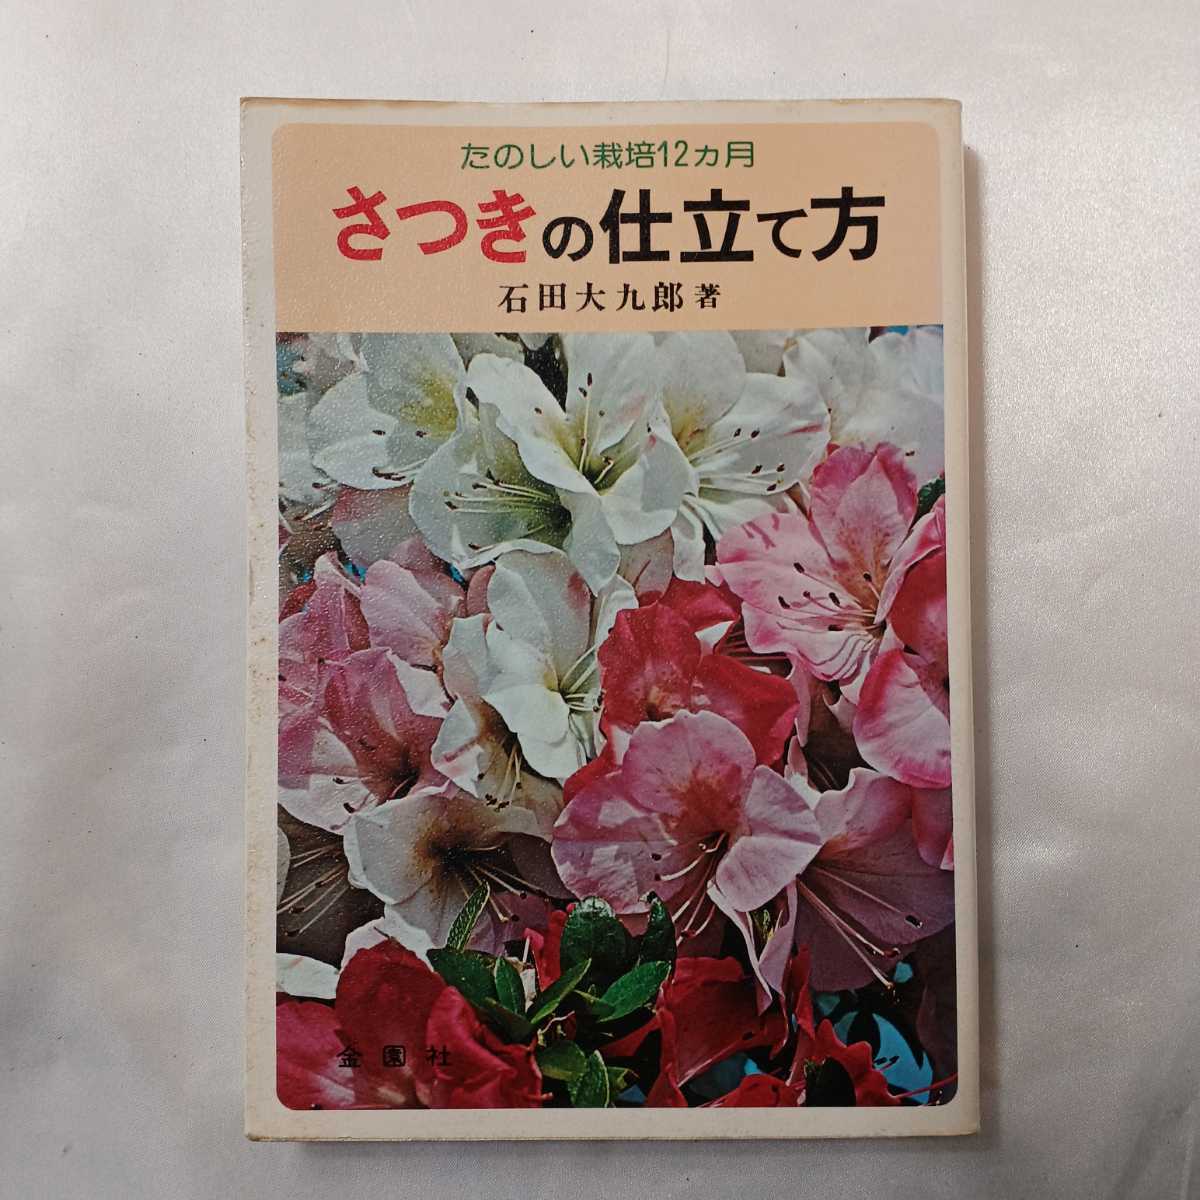 たのしい栽培12ヵ月
さつきの仕立て方
石田大九郎著
金園社